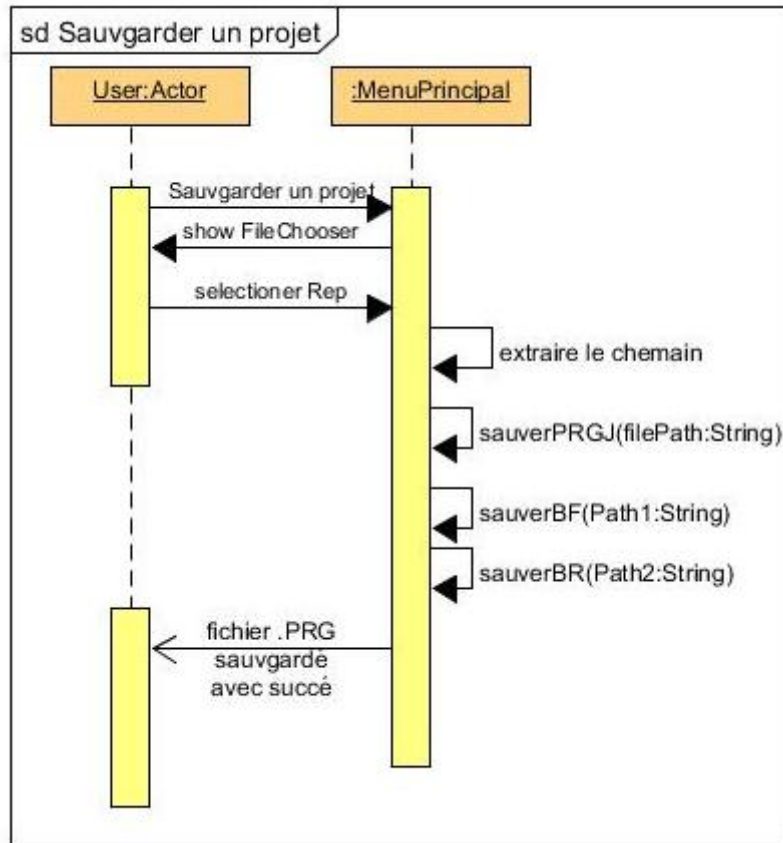 sd Sauvgarder un projet
User:Actor
:MenuPrincipal
Sauvgarder un projet
show FileChooser
selectioner Rep
extraire le chemain
sauverPRGJ(filePath:String)
sauverBF(Path1:String)
sauverBR(Path2:String)
fichier .PRG
sauvgardé
avec succé